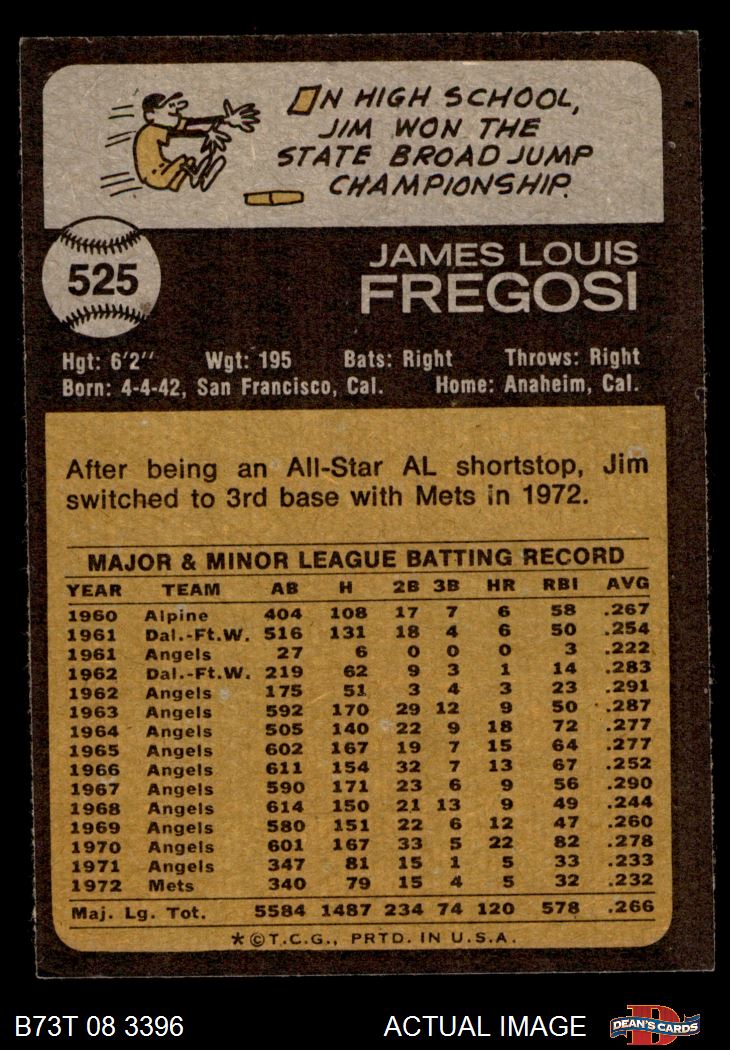 IN HIGH SCHOOL,
JIM WON THE
STATE BROAD JUMP
CHAMPIONSHIP.
525
JAMES LOUIS
FREGOSI
Hgt: 6'2" Wgt: 195 Bats: Right Throws: Right
Born: 4-4-42, San Francisco, Cal. Home: Anaheim, Cal.
After being an All-Star AL shortstop, Jim
switched to 3rd base with Mets in 1972.
MAJOR & MINOR LEAGUE BATTING RECORD
YEAR TEAM AB H 2B 3B HR RBI AVG
1960 Alpine 404 108 17 7 6 58 .267
1961 Dal.-Ft.W. 516 131 18 4 6 50 .254
1961 Angels 27 6 0 0 0 3 .222
1962 Dal.-Ft.W. 219 62 9 3 1 14 .283
1962 Angels 175 51 3 4 3 23 .291
1963 Angels 592 170 29 12 9 50 .287
1964 Angels 505 140 22 9 18 72 .277
1965 Angels 602 167 19 7 15 64 .277
1966 Angels 611 154 32 7 13 67 .252
1967 Angels 590 171 23 6 9 56 .290
1968 Angels 614 150 21 13 9 49 .244
1969 Angels 580 151 22 6 12 47 .260
1970 Angels 601 167 33 5 22 82 .278
1971 Angels 347 81 15 1 5 33 .233
1972 Mets 340 79 15 4 5 32 .232
Maj. Lg. Tot. 5584 1487 234 74 120 578 .266
*©T.C.G., PRTD. IN U.S.A.
B73T 08 3396 ACTUAL IMAGE
B
DEAN'S CARDS